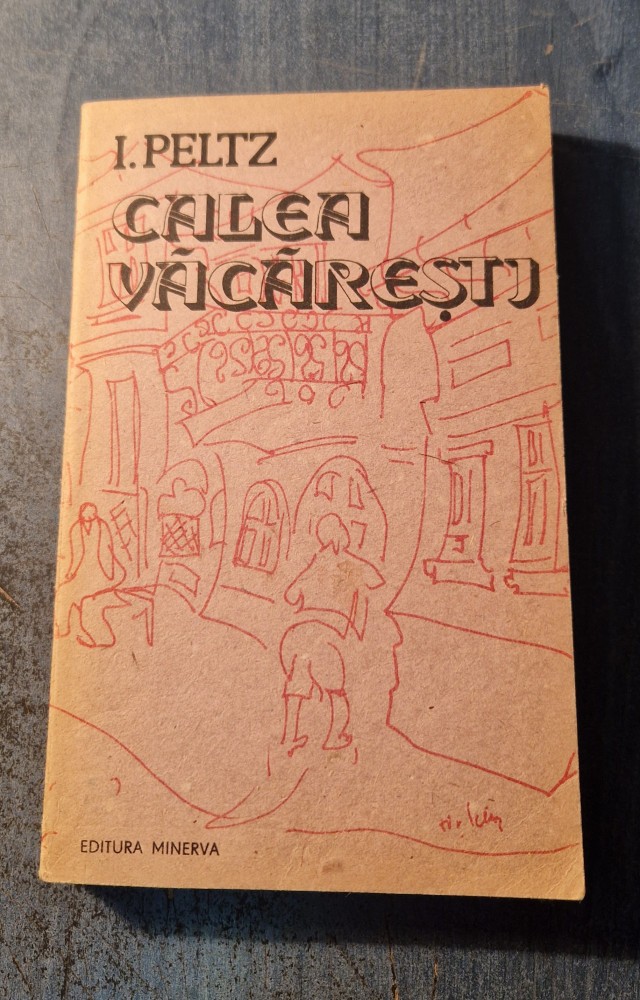 I. PELTZ
CALEA
VĂCĂREȘTI
EDITURA MINERVA